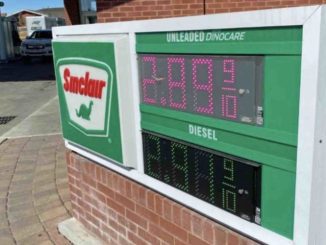 Sinclair
UNLEADED DINOCARE
2.89 9/10
DIESEL
9/10